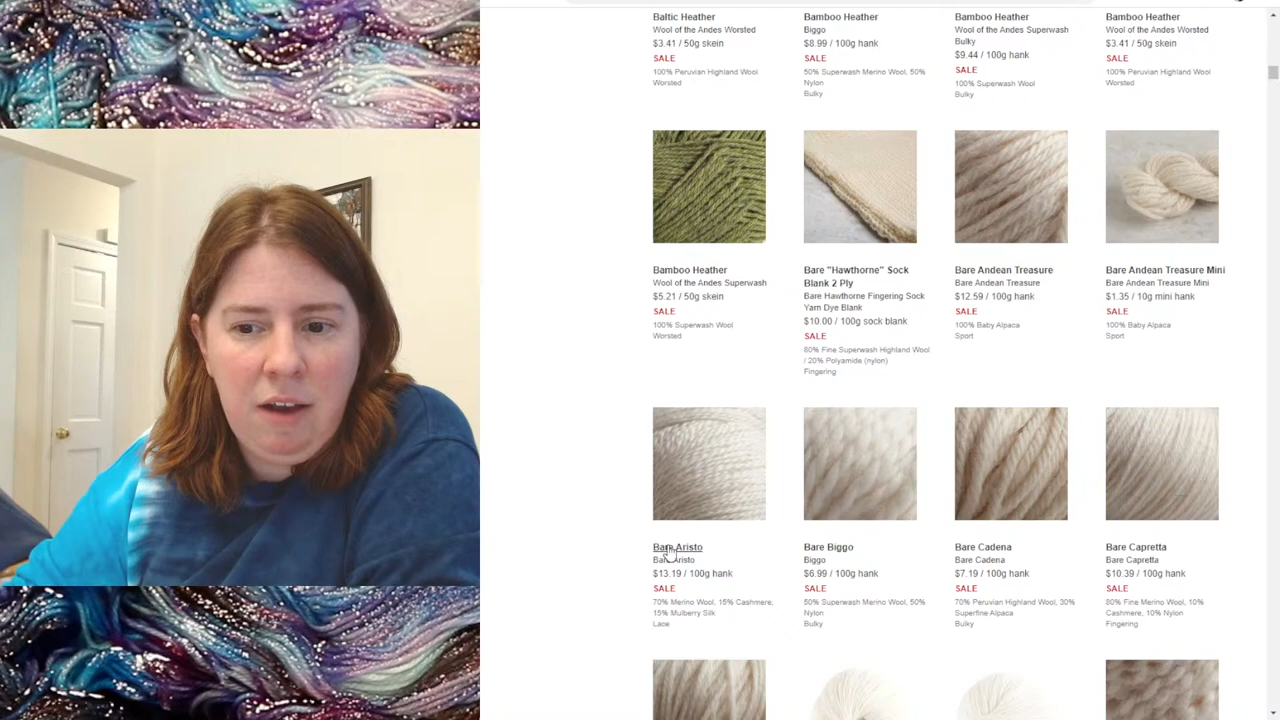 Baltic Heather
Wool of the Andes Worsted
$3.41 / 50g skein
SALE
100% Peruvian Highland Wool
Worsted
Bamboo Heather
Biggo
$8.99 / 100g hank
SALE
50% Superwash Merino Wool, 50%
Nylon
Bulky
Bamboo Heather
Wool of the Andes Superwash
Bulky
$9.44 / 100g hank
SALE
100% Superwash Wool
Bulky
Bamboo Heather
Wool of the Andes Worsted
$3.41 / 50g skein
SALE
100% Peruvian Highland Wool
Worsted
Bamboo Heather
Wool of the Andes Superwash
$5.21 / 50g skein
SALE
100% Superwash Wool
Worsted
Bare "Hawthorne" Sock
Blank 2 Ply
Bare Hawthorne Fingering Sock
Yarn Dye Blank
$10.00 / 100g sock blank
SALE
80% Fine Superwash Highland Wool
/ 20% Polyamide (nylon)
Fingering
Bare Andean Treasure
Bare Andean Treasure
$12.59 / 100g hank
SALE
100% Baby Alpaca
Sport
Bare Andean Treasure Mini
Bare Andean Treasure Mini
$1.35 / 10g mini hank
SALE
100% Baby Alpaca
Sport
Bare Aristo
Bare Aristo
$13.19 / 100g hank
SALE
70% Merino Wool, 15% Cashmere,
15% Mulberry Silk
Lace
Bare Biggo
Biggo
$6.99 / 100g hank
SALE
50% Superwash Merino Wool, 50%
Nylon
Bulky
Bare Cadena
Bare Cadena
$7.19 / 100g hank
SALE
70% Peruvian Highland Wool, 30%
Superfine Alpaca
Bulky
Bare Capretta
Bare Capretta
$10.39 / 100g hank
SALE
80% Fine Merino Wool, 10%
Cashmere, 10% Nylon
Fingering